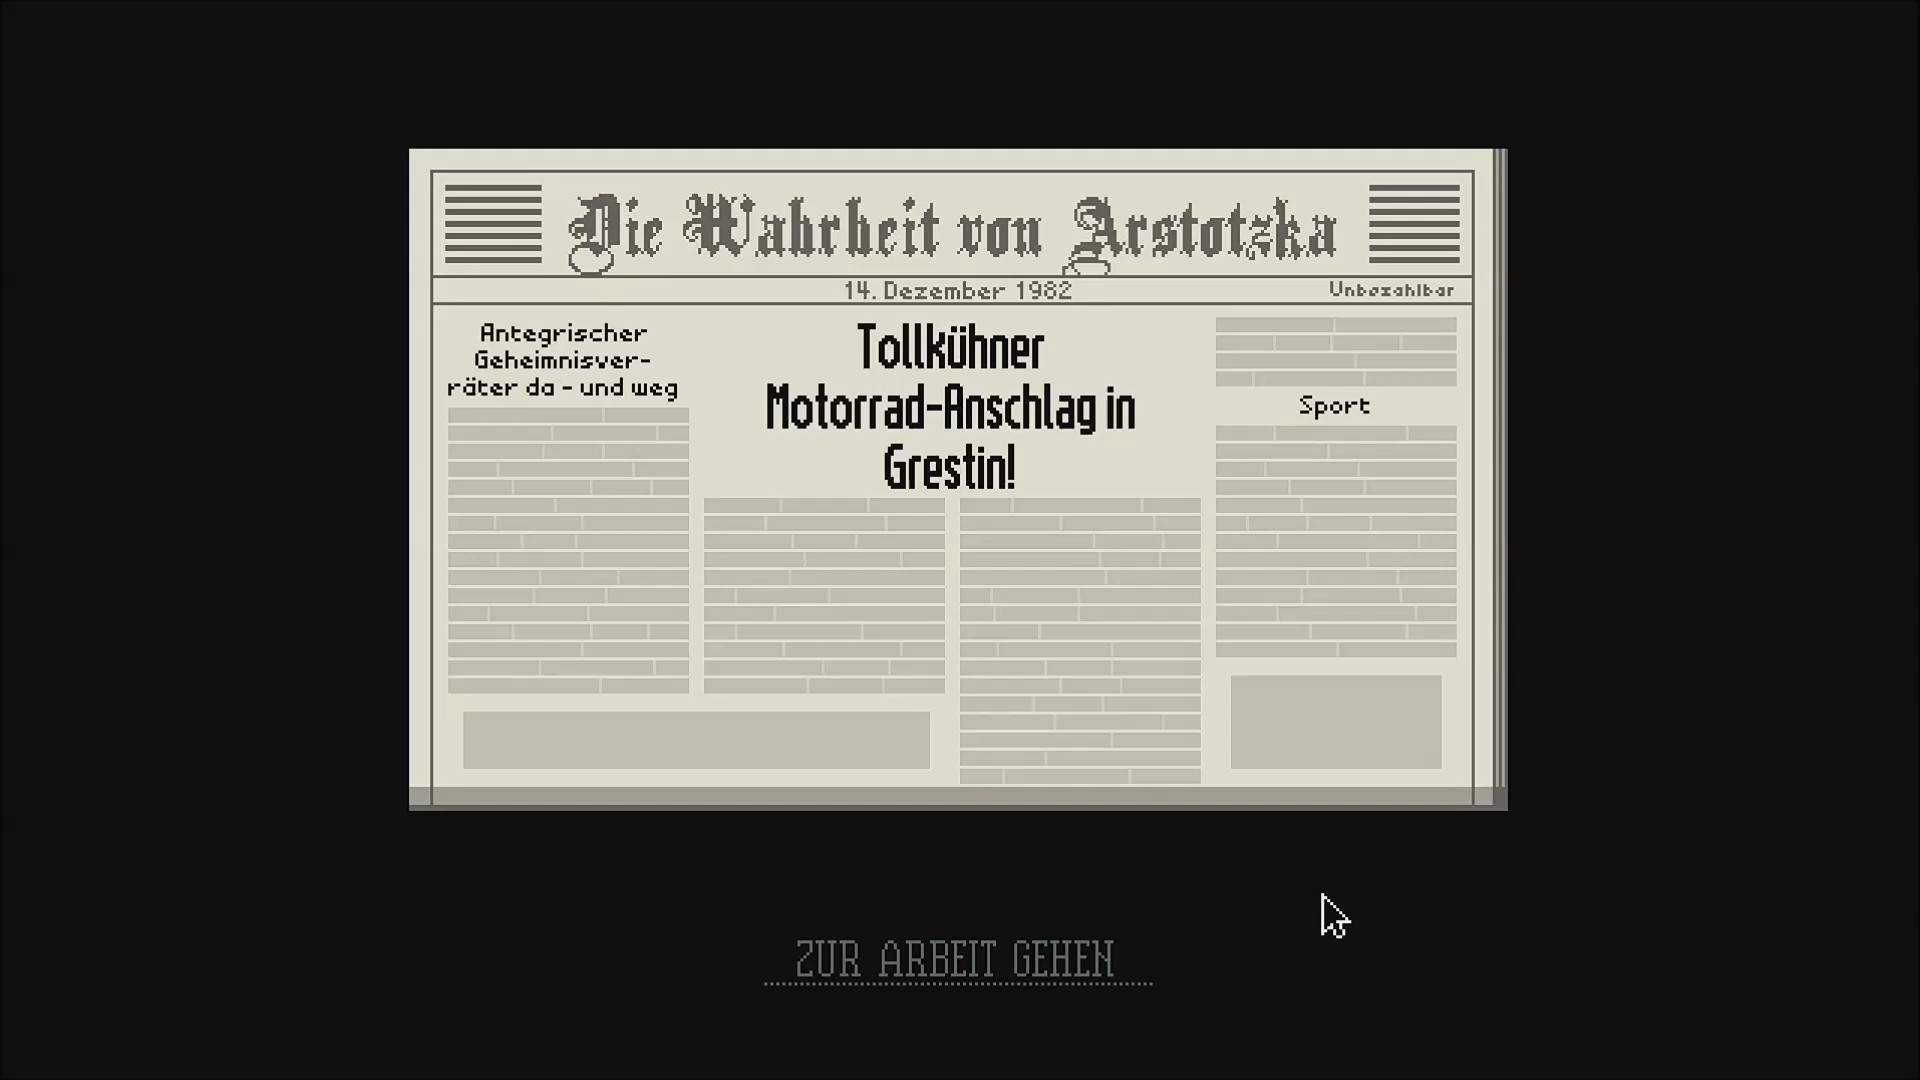 Die Wahrheit von Arstotzka
14. Dezember 1982
Unbezahlbar
Antegrischer
Geheimnisver-
räter da - und weg
Tollkühner
Motorrad-Anschlag in
Grestin!
Sport
ZUR ARBEIT GEHEN